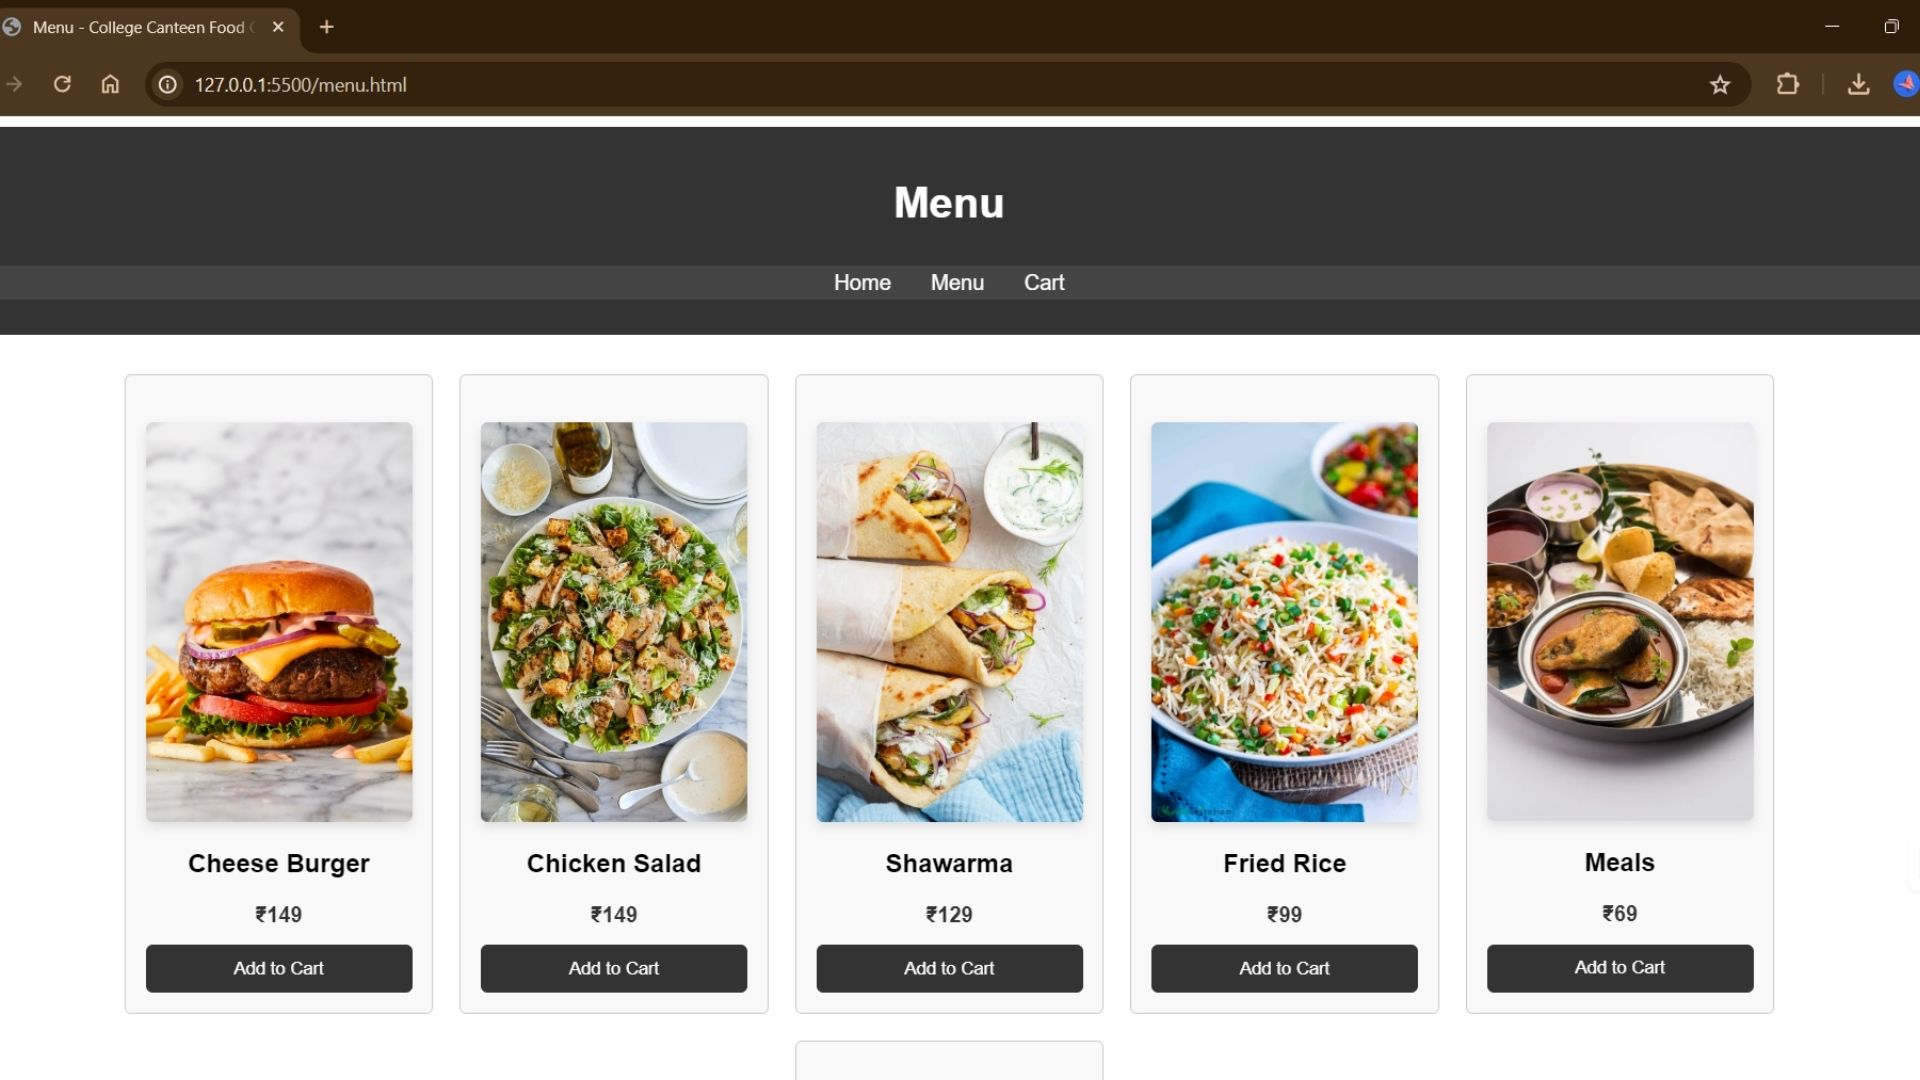 Menu - College Canteen Food
127.0.0.1:5500/menu.html
Menu
Home Menu Cart
Cheese Burger
₹149
Add to Cart
Chicken Salad
₹149
Add to Cart
Shawarma
₹129
Add to Cart
Fried Rice
₹99
Add to Cart
Meals
₹69
Add to Cart